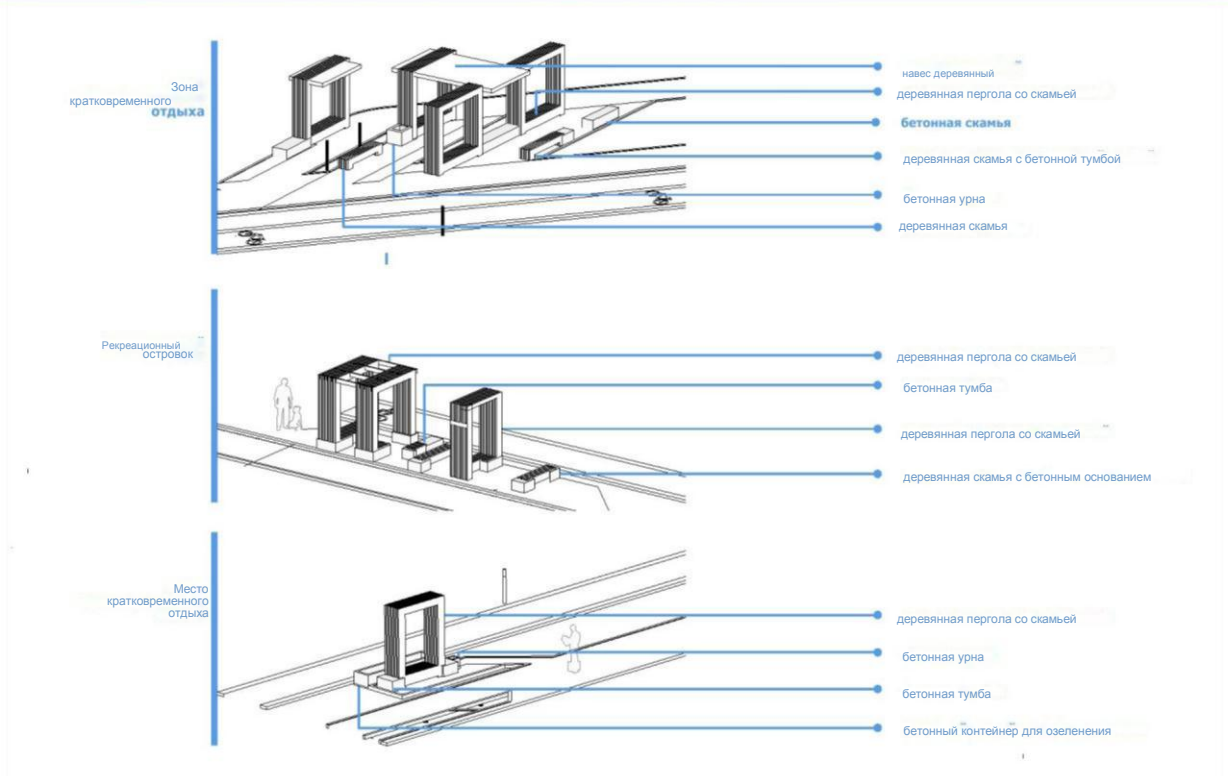 Зона
кратковременного
отдыха
навес деревянный
деревянная пергола со скамьей
бетонная скамья
деревянная скамья с бетонной тумбой
бетонная урна
деревянная скамья
Рекреационный
островок
деревянная пергола со скамьей
бетонная тумба
деревянная пергола со скамьей
деревянная скамья с бетонным основанием
Место
кратковременного
отдыха
деревянная пергола со скамьей
бетонная урна
бетонная тумба
бетонный контейнер для озеленения